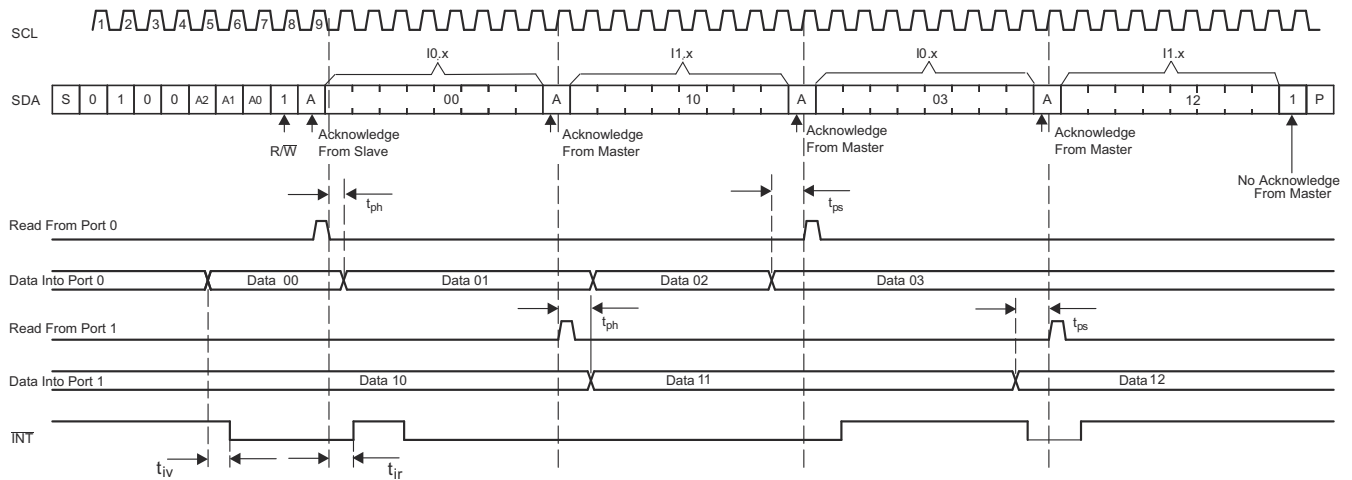 SCL
1 2 3 4 5 6 7 8 9
I0.x I1.x I0.x I1.x
SDA S 0 1 0 0 A2 A1 A0 1 A 00 A 10 A 03 A 12 1 P
R/W
Acknowledge
From Slave
Acknowledge
From Master
Acknowledge
From Master
Acknowledge
From Master
No Acknowledge
From Master
tph
tps
Read From Port 0
Data Into Port 0 Data 00 Data 01 Data 02 Data 03
tph
tps
Read From Port 1
Data Into Port 1 Data 10 Data 11 Data 12
INT
tiv
tir